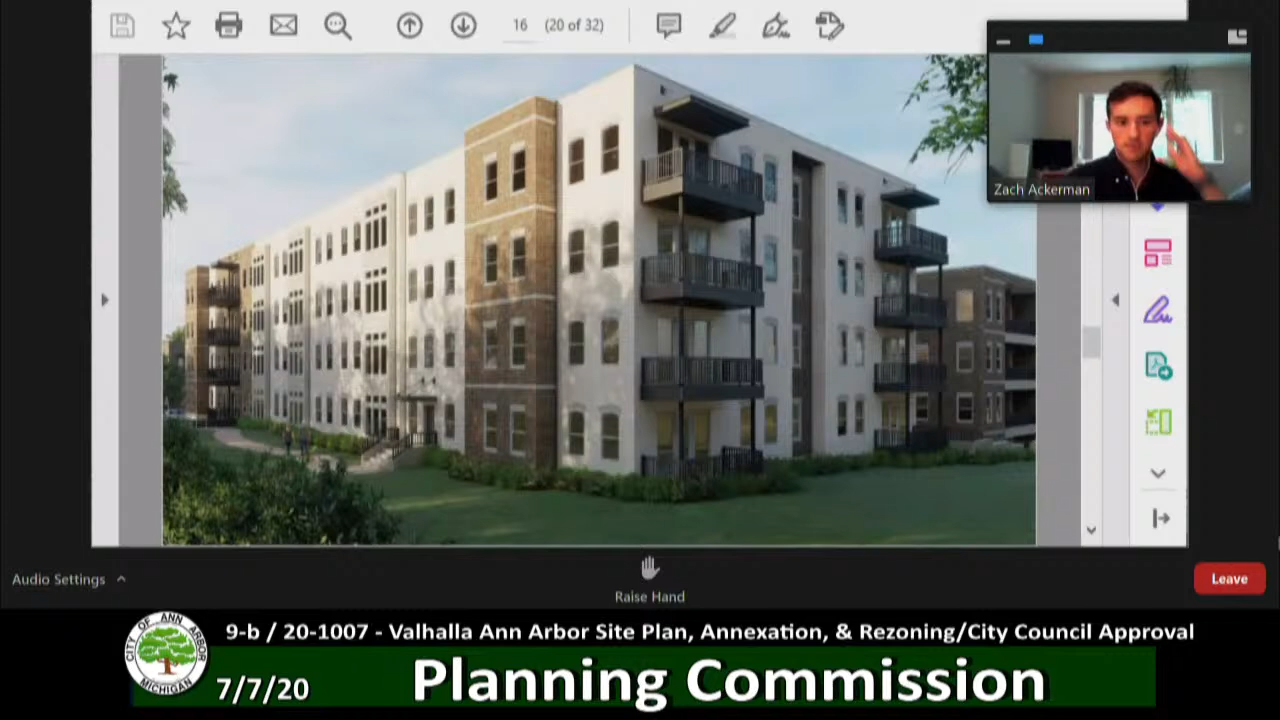 16 (20 of 32)
Zach Ackerman
Audio Settings
Raise Hand
Leave
CITY OF ANN ARBOR
MICHIGAN
9-b / 20-1007 - Valhalla Ann Arbor Site Plan, Annexation, & Rezoning/City Council Approval
7/7/20
Planning Commission